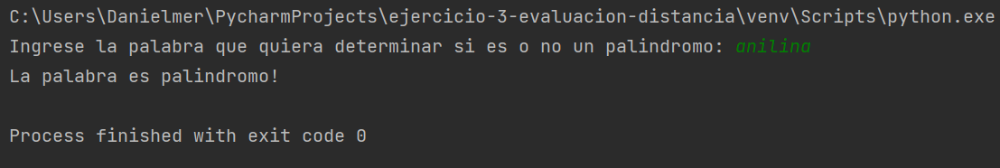 C:\Users\Danielmer\PycharmProjects\ejercicio-3-evaluacion-distancia\venv\Scripts\python.exe
Ingrese la palabra que quiera determinar si es o no un palindromo: anilina
La palabra es palindromo!
Process finished with exit code 0